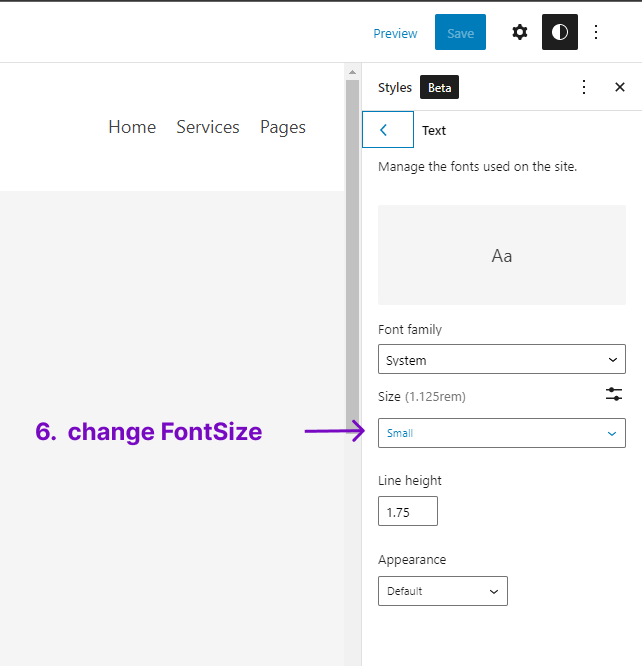 Preview Save
Styles Beta
Text
Home Services Pages
Manage the fonts used on the site.
Aa
Font family
System
Size (1.125rem)
6. change FontSize
Small
Line height
1.75
Appearance
Default